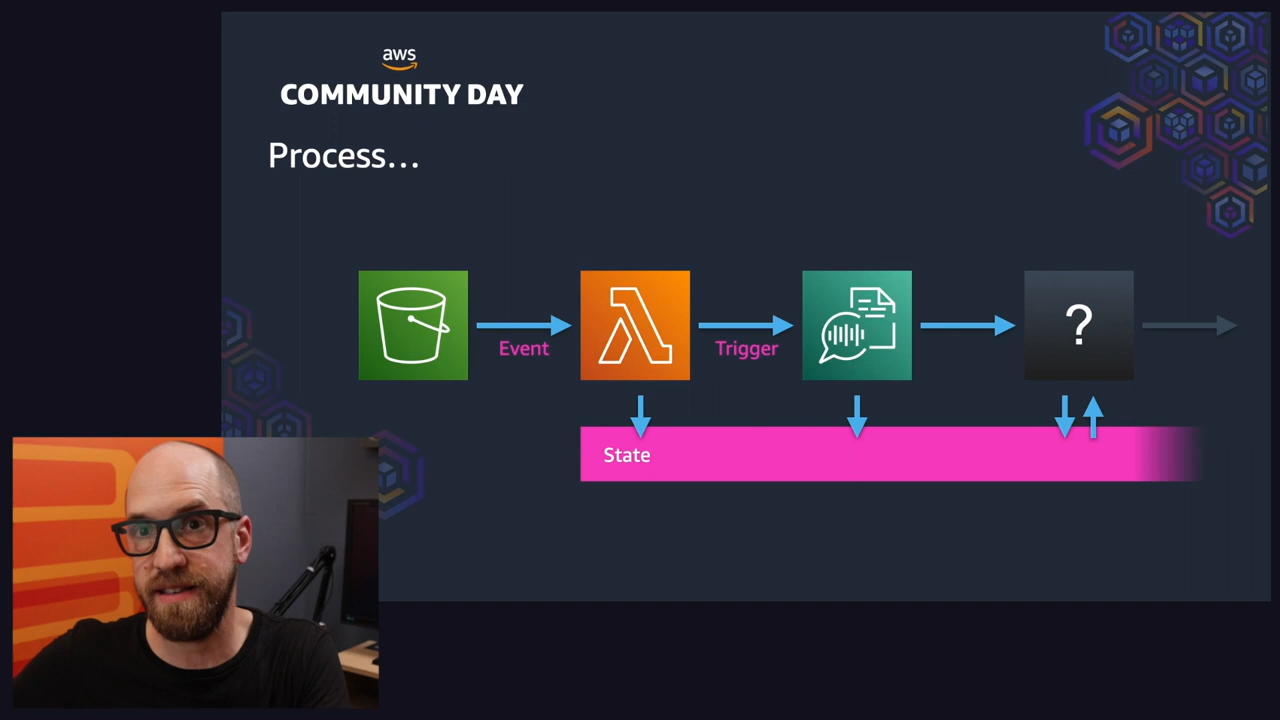 aws
COMMUNITY DAY
Process...
Event
Trigger
?
State